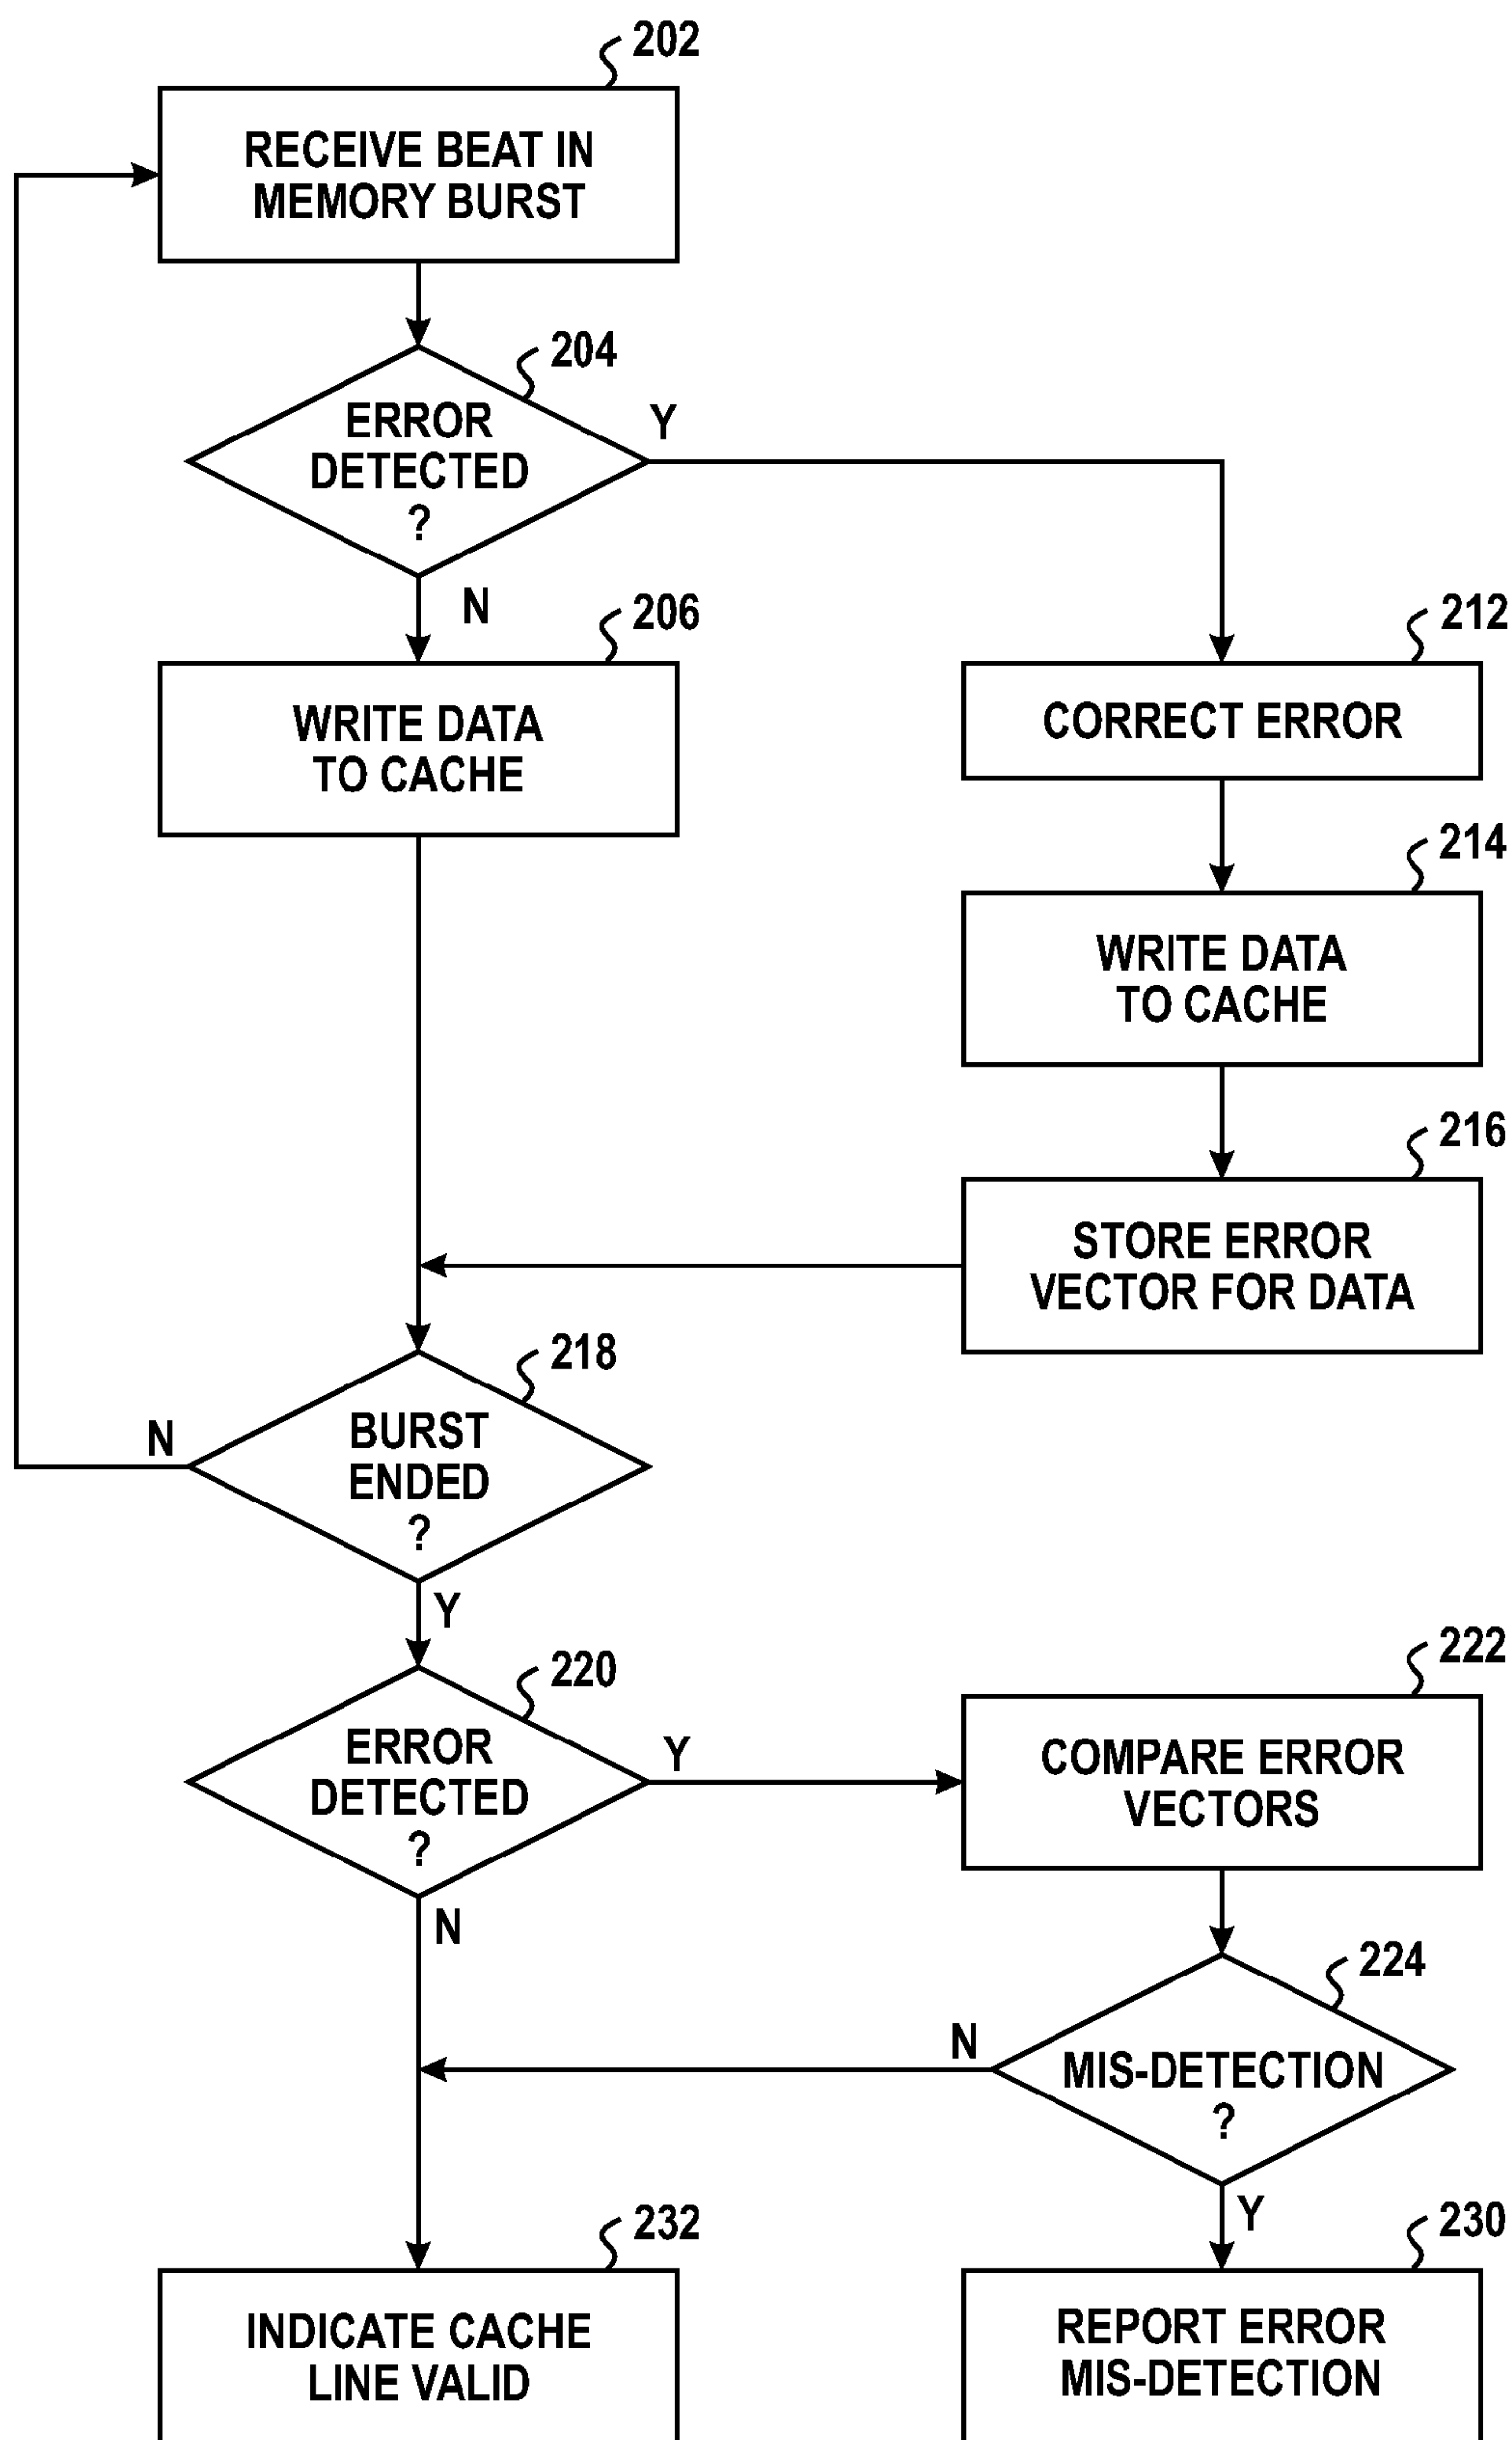 202
RECEIVE BEAT IN
MEMORY BURST
204
ERROR
DETECTED
?
Y
N
206
WRITE DATA
TO CACHE
212
CORRECT ERROR
214
WRITE DATA
TO CACHE
216
STORE ERROR
VECTOR FOR DATA
218
BURST
ENDED
?
N
Y
220
ERROR
DETECTED
?
Y
N
222
COMPARE ERROR
VECTORS
224
MIS-DETECTION
?
N
Y
232
INDICATE CACHE
LINE VALID
230
REPORT ERROR
MIS-DETECTION